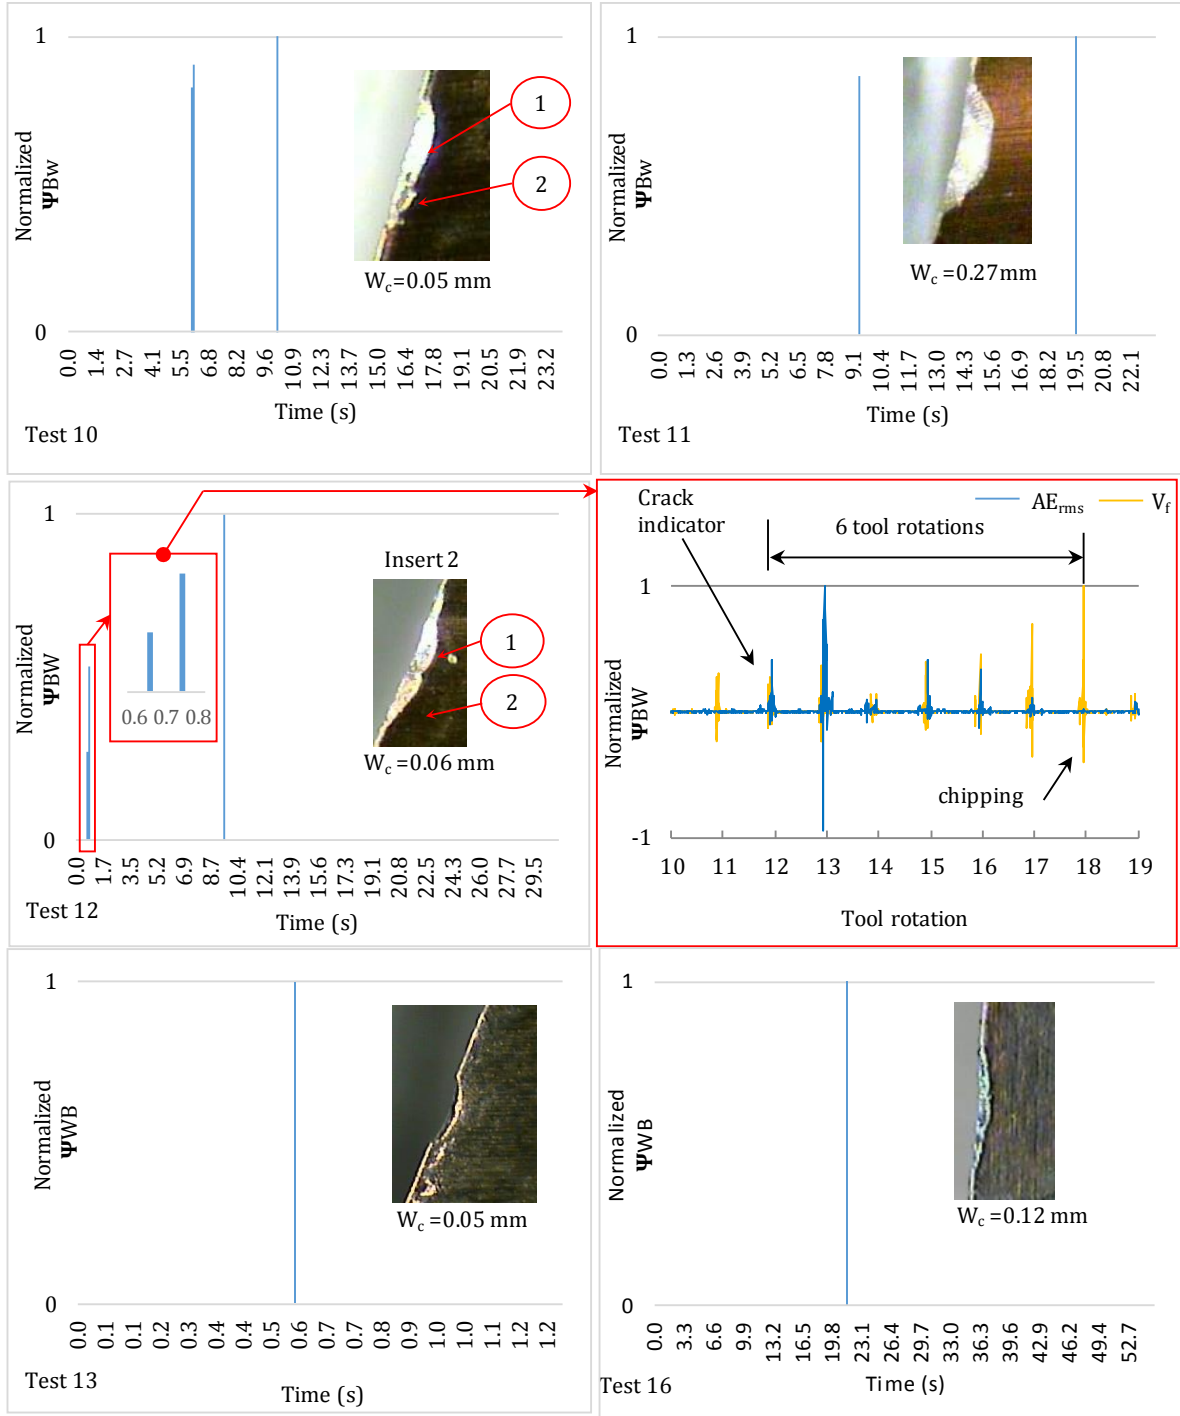 1
0
Normalized
ΨBw
1
2
W_c=0.05 mm
0.0 1.4 2.7 4.1 5.5 6.8 8.2 9.6 10.9 12.3 13.7 15.0 16.4 17.8 19.1 20.5 21.9 23.2
Time (s)
Test 10
1
0
Normalized
ΨBw
W_c=0.27mm
0.0 1.3 2.6 3.9 5.2 6.5 7.8 9.1 10.4 11.7 13.0 14.3 15.6 16.9 18.2 19.5 20.8 22.1
Time (s)
Test 11
1
0
Normalized
ΨBW
0.6 0.7 0.8
Insert 2
1
2
W_c=0.06 mm
0.0 1.7 3.5 5.2 6.9 8.7 10.4 12.1 13.9 15.6 17.3 19.1 20.8 22.5 24.3 26.0 27.7 29.5
Time (s)
Test 12
Crack
indicator
AE_rms V_f
6 tool rotations
1
-1
Normalized
ΨBW
chipping
10 11 12 13 14 15 16 17 18 19
Tool rotation
1
0
Normalized
ΨWB
W_c=0.05 mm
0.0 0.1 0.1 0.2 0.3 0.3 0.4 0.5 0.6 0.7 0.7 0.8 0.9 1.0 1.0 1.1 1.2 1.2
Time (s)
Test 13
1
0
Normalized
ΨWB
W_c=0.12 mm
0.0 3.3 6.6 9.9 13.2 16.5 19.8 23.1 26.4 29.7 33.0 36.3 39.6 42.9 46.2 49.4 52.7
Time (s)
Test 16